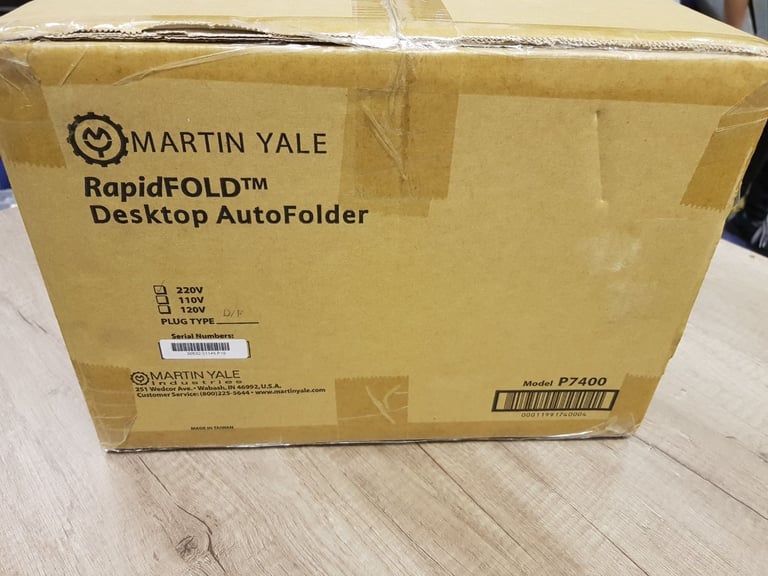 MARTIN YALE
RapidFOLD™
Desktop AutoFolder
220V
110V
120V
PLUG TYPE D/F
Serial Numbers:
MARTIN YALE
Industries
251 Wedcor Ave. • Wabash, IN 46992, U.S.A.
Customer Service: (800)225-5644 • www.martinyale.com
MADE IN TAIWAN
Model P7400
00011991740004